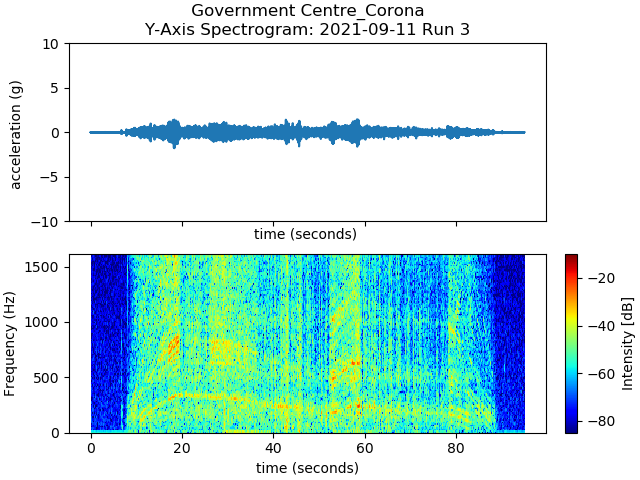 Government Centre_Corona
Y-Axis Spectrogram: 2021-09-11 Run 3
10
5
0
−5
−10
acceleration (g)
time (seconds)
1500
1000
500
0
Frequency (Hz)
0 20 40 60 80
time (seconds)
−20
−40
−60
−80
Intensity [dB]